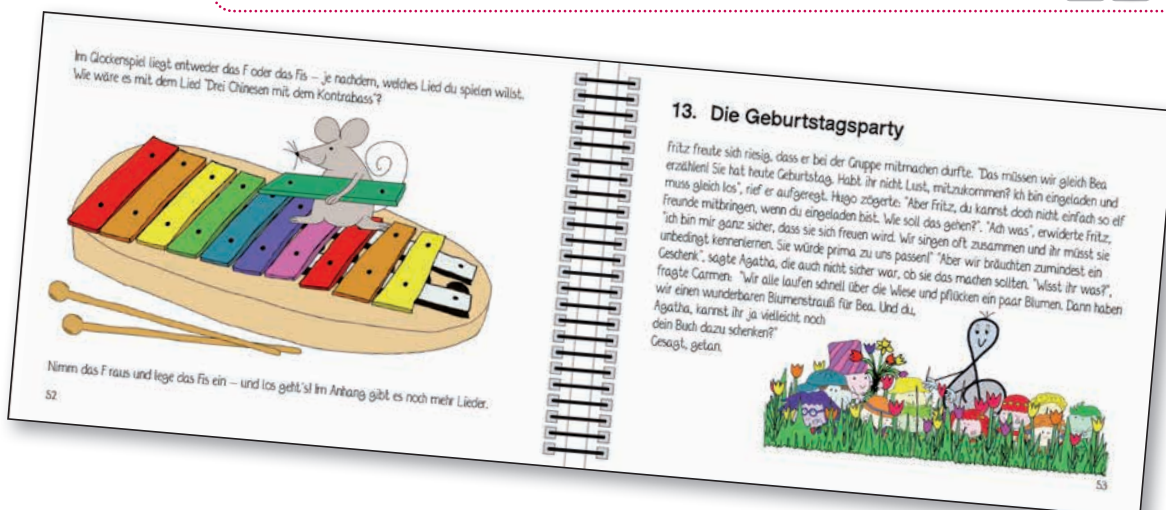 Im Glockenspiel liegt entweder das F oder das Fis – je nachdem, welches Lied du spielen willst.
Wie wäre es mit dem Lied "Drei Chinesen mit dem Kontrabass"?
Nimm das F raus und lege das Fis ein – und los geht's! Im Anhang gibt es noch mehr Lieder.
52
13. Die Geburtstagsparty
Fritz freute sich riesig, dass er bei der Gruppe mitmachen durfte. "Das müssen wir gleich Bea
erzählen! Sie hat heute Geburtstag. Habt ihr nicht Lust, mitzukommen? Ich bin eingeladen und
muss gleich los", rief er aufgeregt. Hugo zögerte: "Aber Fritz, du kannst doch nicht einfach so elf
Freunde mitbringen, wenn du eingeladen bist. Wie soll das gehen?". "Ach was", erwiderte Fritz,
"ich bin mir ganz sicher, dass sie sich freuen wird. Wir singen oft zusammen und ihr müsst sie
unbedingt kennenlernen. Sie würde prima zu uns passen!" "Aber wir bräuchten zumindest ein
Geschenk", sagte Agatha, die auch nicht sicher war, ob sie das machen sollten. "Wisst ihr was?",
fragte Carmen: "Wir alle laufen schnell über die Wiese und pflücken ein paar Blumen. Dann haben
wir einen wunderbaren Blumenstrauß für Bea. Und du,
Agatha, kannst ihr ja vielleicht noch
dein Buch dazu schenken?"
Gesagt, getan.
53